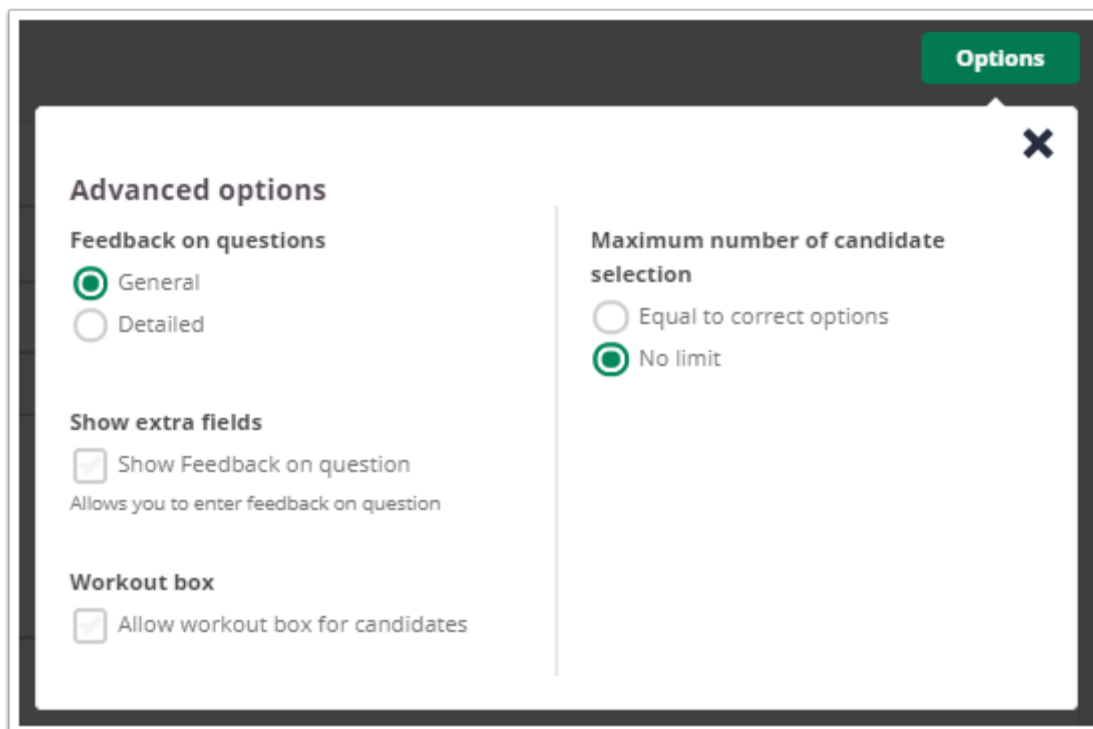 Options
Advanced options
Feedback on questions
General
Detailed
Show extra fields
Show Feedback on question
Allows you to enter feedback on question
Workout box
Allow workout box for candidates
Maximum number of candidate
selection
Equal to correct options
No limit